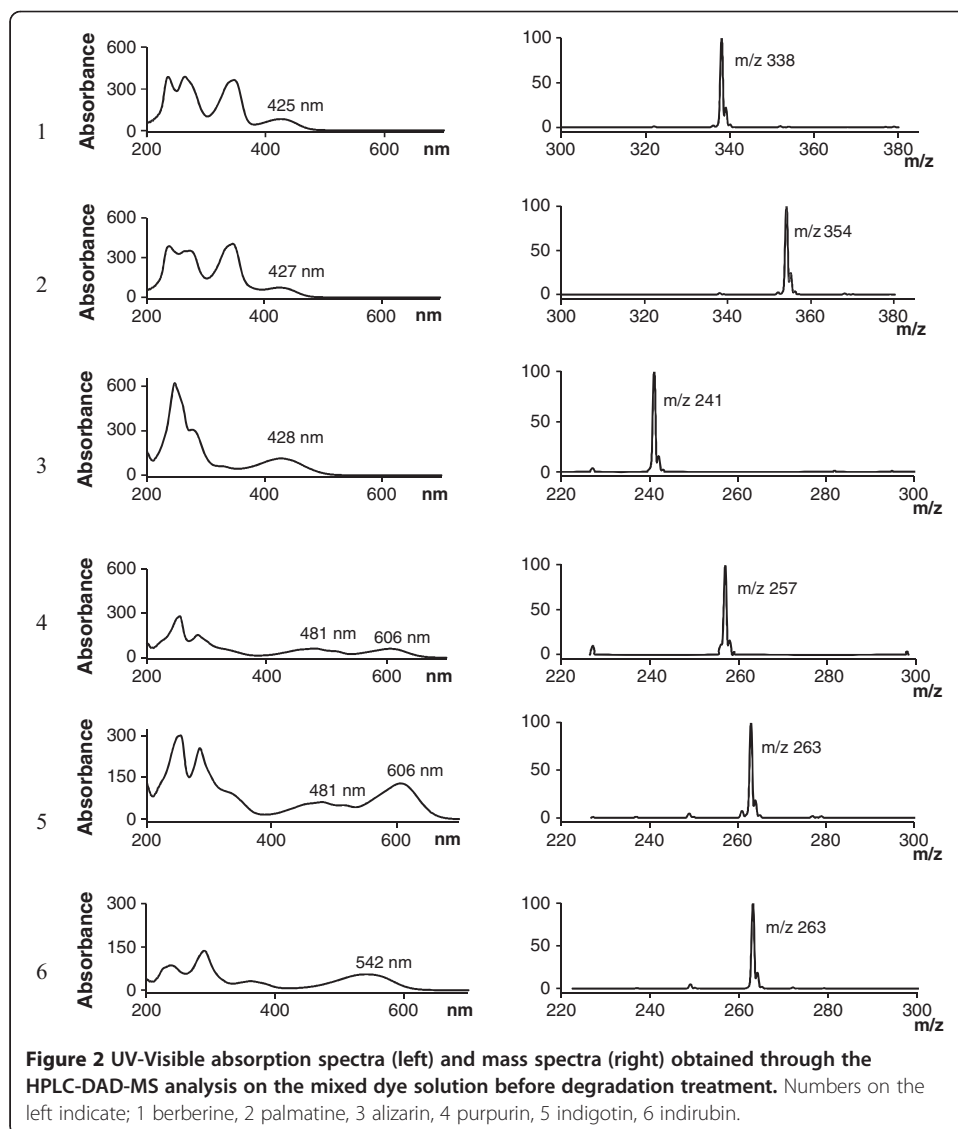 600
300
0
Absorbance
425 nm
200 400 600 nm
1
100
50
0
m/z 338
300 320 340 360 380
m/z
600
300
0
Absorbance
427 nm
200 400 600
2
100
50
0
m/z 354
300 320 340 360 380
m/z
600
300
0
Absorbance
428 nm
200 400 600 nm
3
100
50
0
m/z 241
220 240 260 280 300
m/z
600
300
0
Absorbance
481 nm 606 nm
200 400 600 nm
4
100
50
0
m/z 257
220 240 260 280 300
m/z
300
150
0
Absorbance
481 nm 606 nm
200 400 600 nm
5
100
50
0
m/z 263
220 240 260 280 300
m/z
300
150
0
Absorbance
542 nm
200 400 600 nm
6
100
50
0
m/z 263
220 240 260 280 300
m/z
Figure 2 UV-Visible absorption spectra (left) and mass spectra (right) obtained through the
HPLC-DAD-MS analysis on the mixed dye solution before degradation treatment. Numbers on the
left indicate; 1 berberine, 2 palmatine, 3 alizarin, 4 purpurin, 5 indigotin, 6 indirubin.